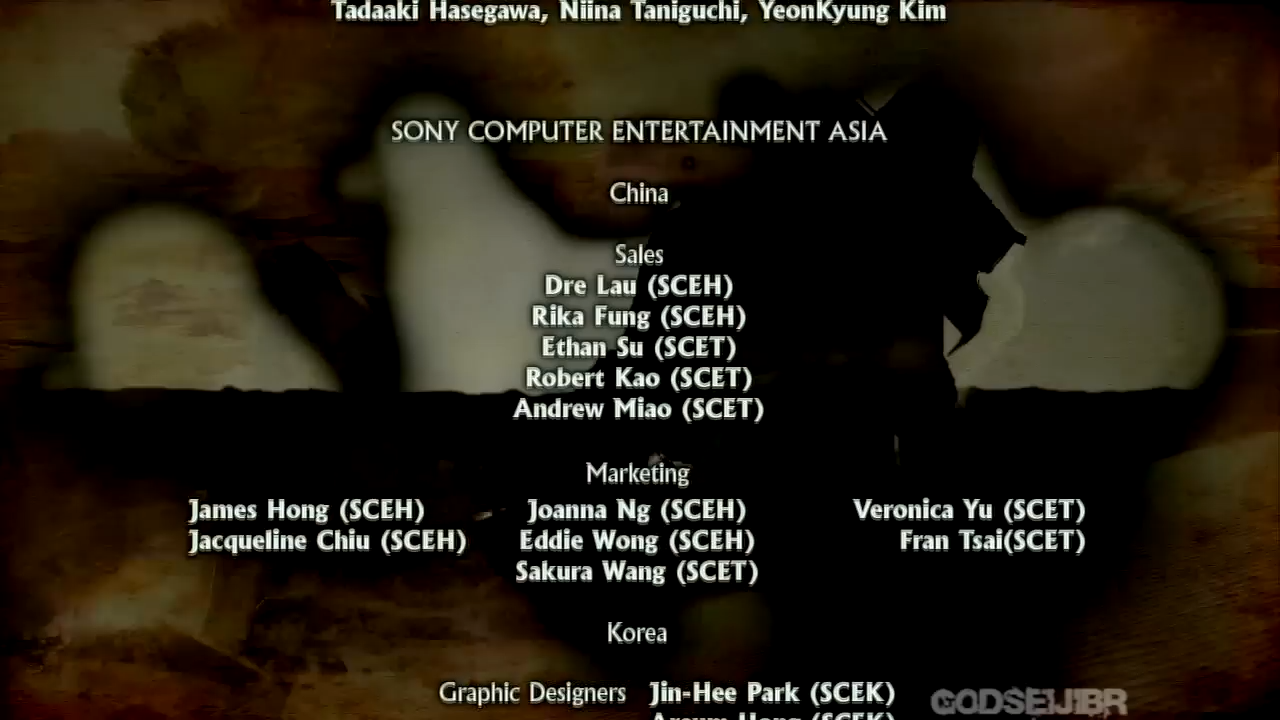 Tadaaki Hasegawa, Niina Taniguchi, YeonKyung Kim
SONY COMPUTER ENTERTAINMENT ASIA
China
Sales
Dre Lau (SCEH)
Rika Fung (SCEH)
Ethan Su (SCET)
Robert Kao (SCET)
Andrew Miao (SCET)
Marketing
James Hong (SCEH) Joanna Ng (SCEH) Veronica Yu (SCET)
Jacqueline Chiu (SCEH) Eddie Wong (SCEH) Fran Tsai(SCET)
Sakura Wang (SCET)
Korea
Graphic Designers Jin-Hee Park (SCEK)
GODSEIJIBR